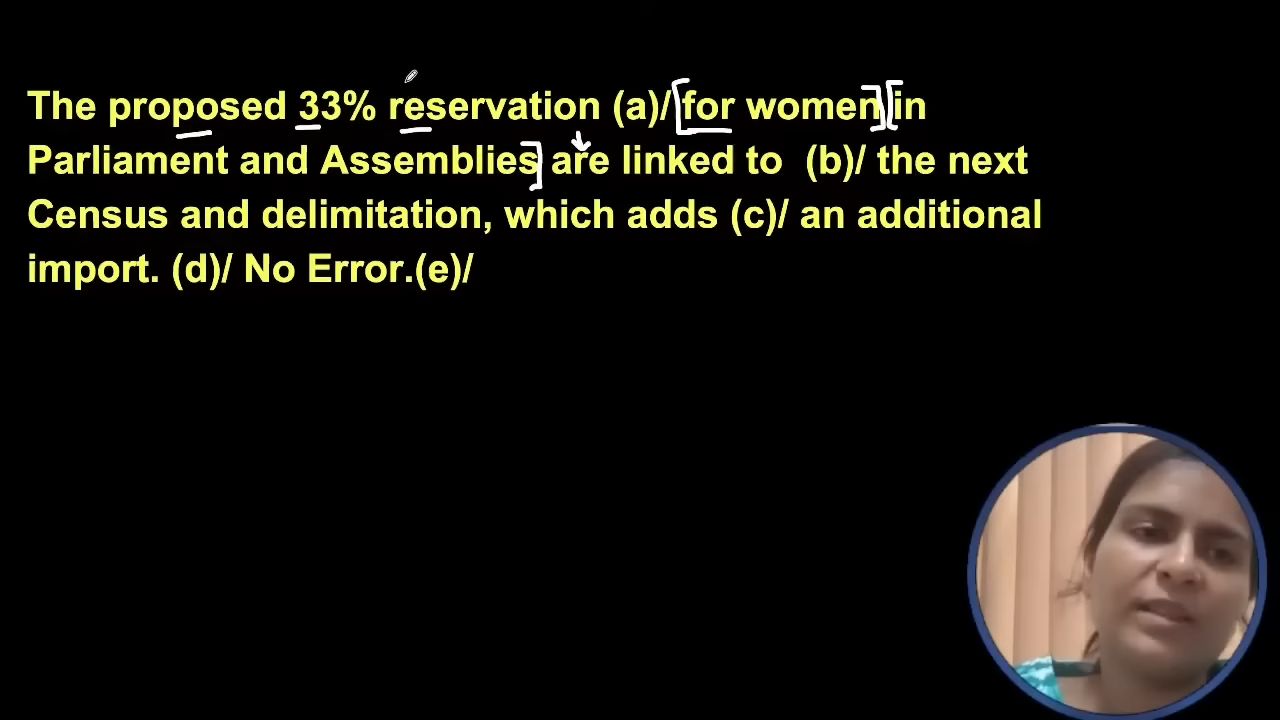 The proposed 33% reservation (a)/ for women in
Parliament and Assemblies are linked to (b)/ the next
Census and delimitation, which adds (c)/ an additional
import. (d)/ No Error.(e)/